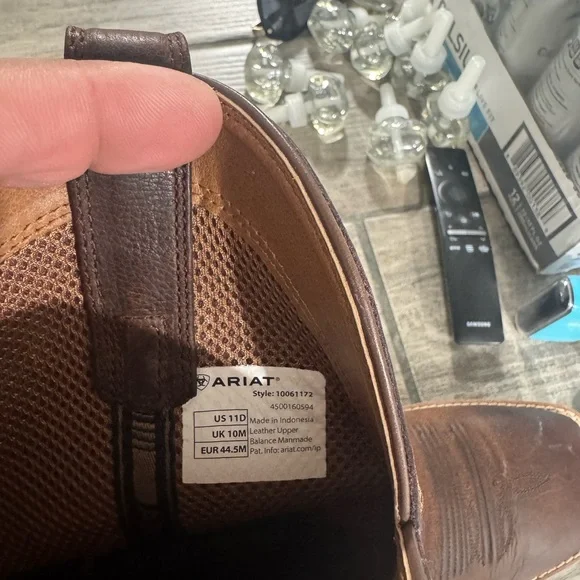 ARIAT®
Style: 10061172
4500160594
US 11D
UK 10M
EUR 44.5M
Made in Indonesia
Leather Upper
Balance Manmade
Pat. Info: ariat.com/ip
SAMSUNG